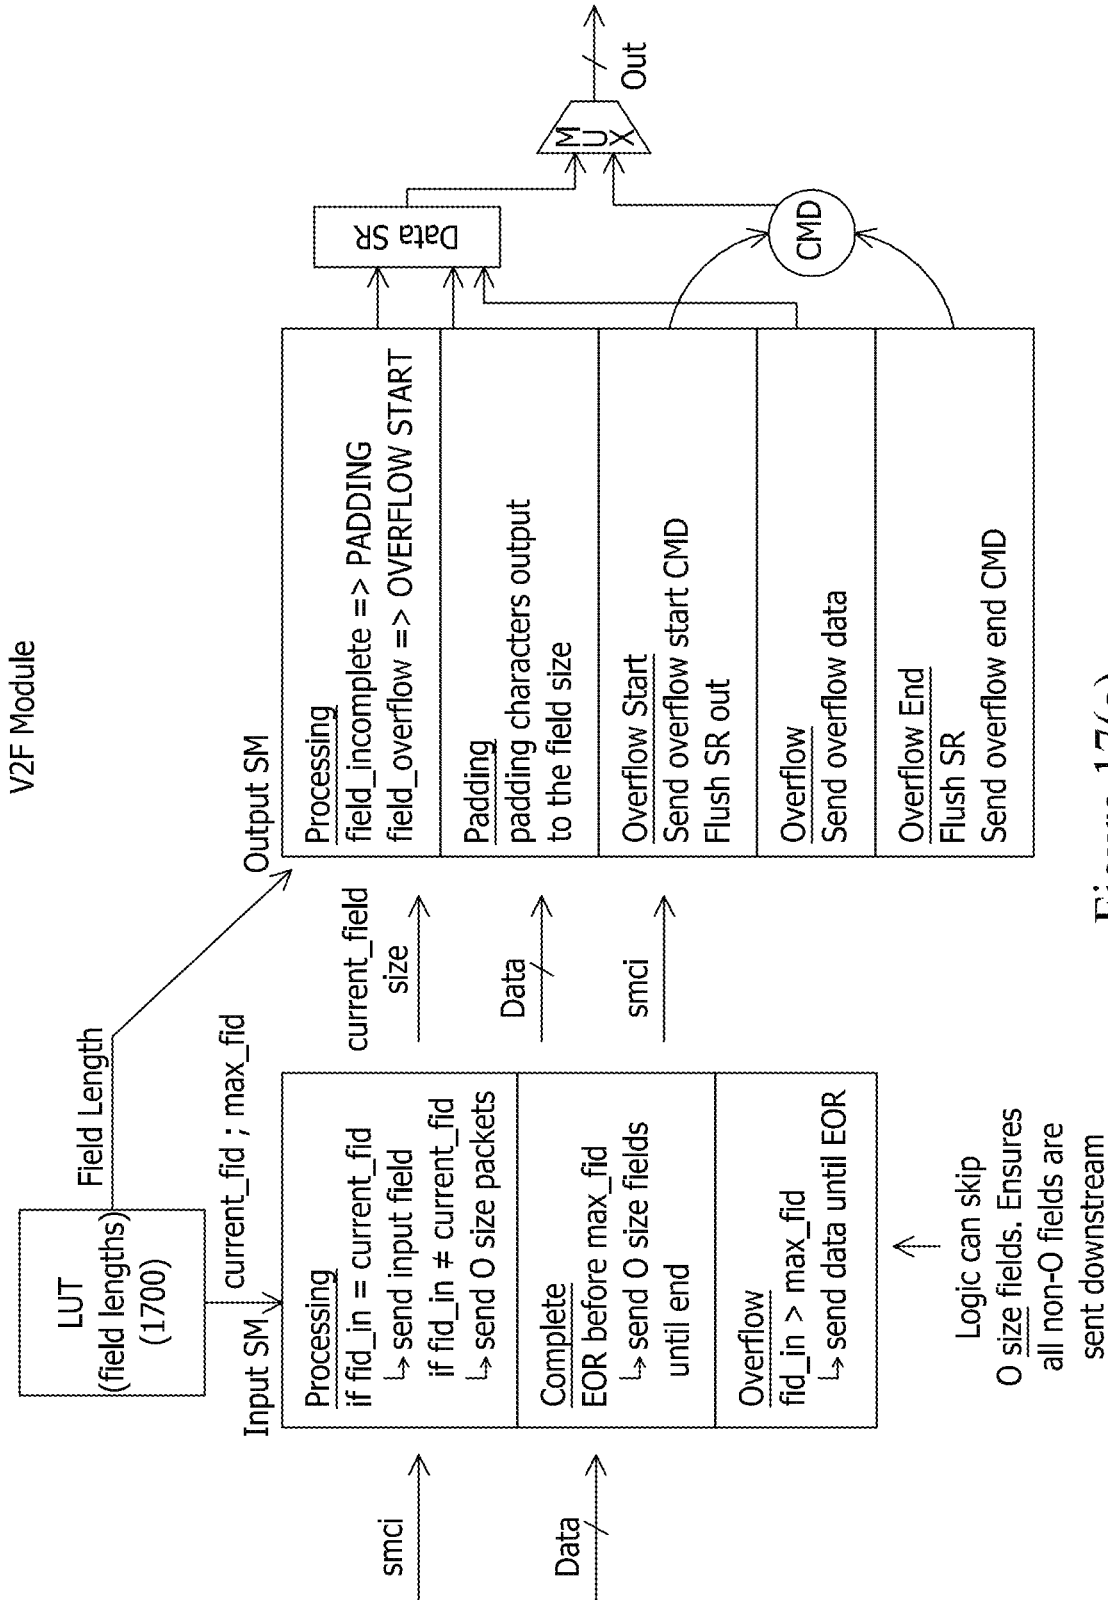 V2F Module
LUT
(field lengths)
(1700)
Field Length
current_fid ; max_fid
Input SM
smci
Data
Processing
if fid_in = current_fid
↳ send input field
if fid_in ≠ current_fid
↳ send O size packets
Complete
EOR before max_fid
↳ send O size fields
until end
Overflow
fid_in > max_fid
↳ send data until EOR
Logic can skip
O size fields. Ensures
all non-O fields are
sent downstream
current_field
size
Data
smci
Output SM
Processing
field_incomplete => PADDING
field_overflow => OVERFLOW START
Padding
padding characters output
to the field size
Overflow Start
Send overflow start CMD
Flush SR out
Overflow
Send overflow data
Overflow End
Flush SR
Send overflow end CMD
Data SR
CMD
MUX
Out